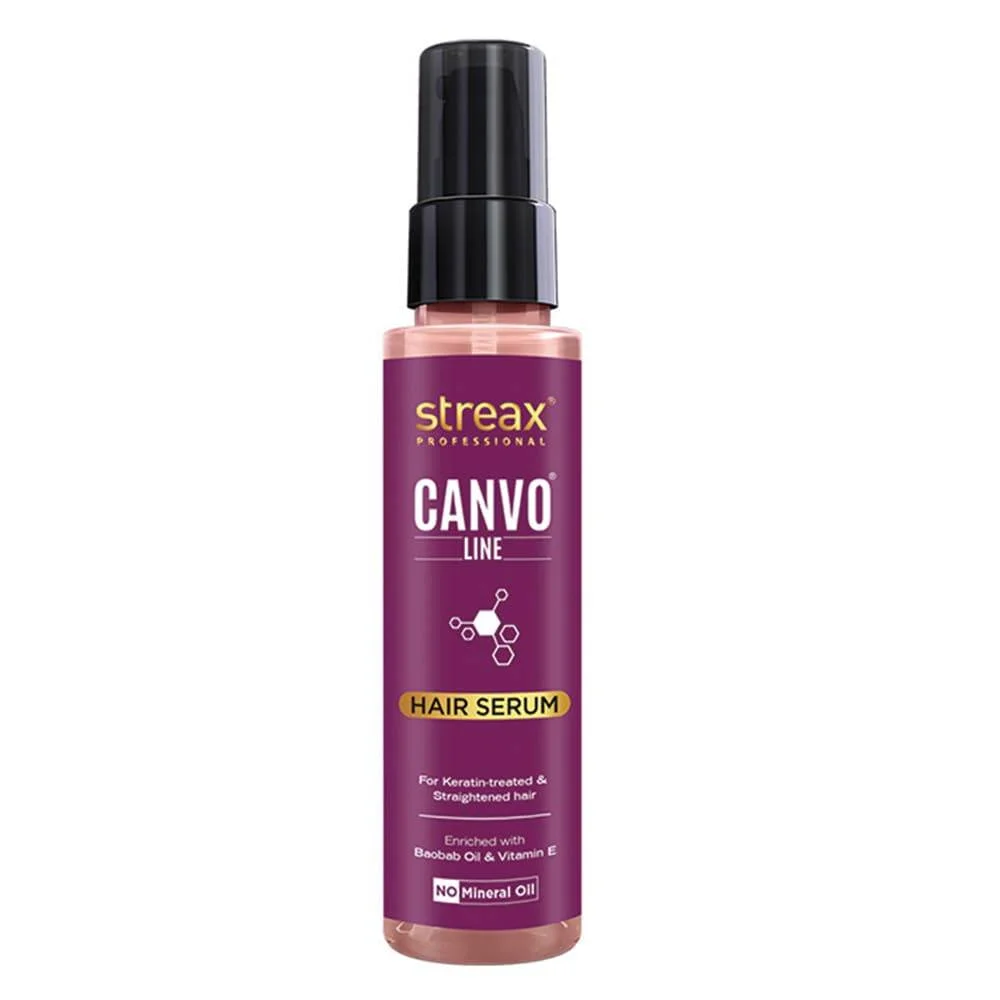 streax®
PROFESSIONAL
CANVO®
LINE
HAIR SERUM
For Keratin-treated &
Straightened hair
Enriched with
Baobab Oil & Vitamin E
NO Mineral Oil